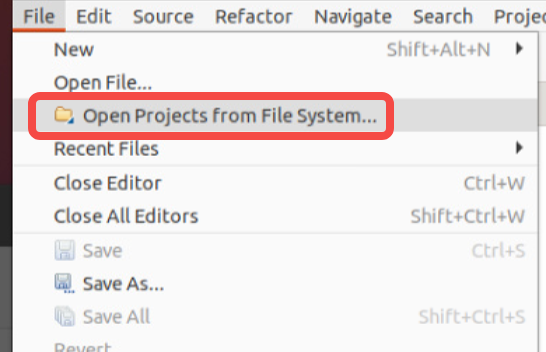 File Edit Source Refactor Navigate Search Projec
New Shift+Alt+N
Open File...
Open Projects from File System...
Recent Files
Close Editor Ctrl+W
Close All Editors Shift+Ctrl+W
Save Ctrl+S
Save As...
Save All Shift+Ctrl+S
Revert